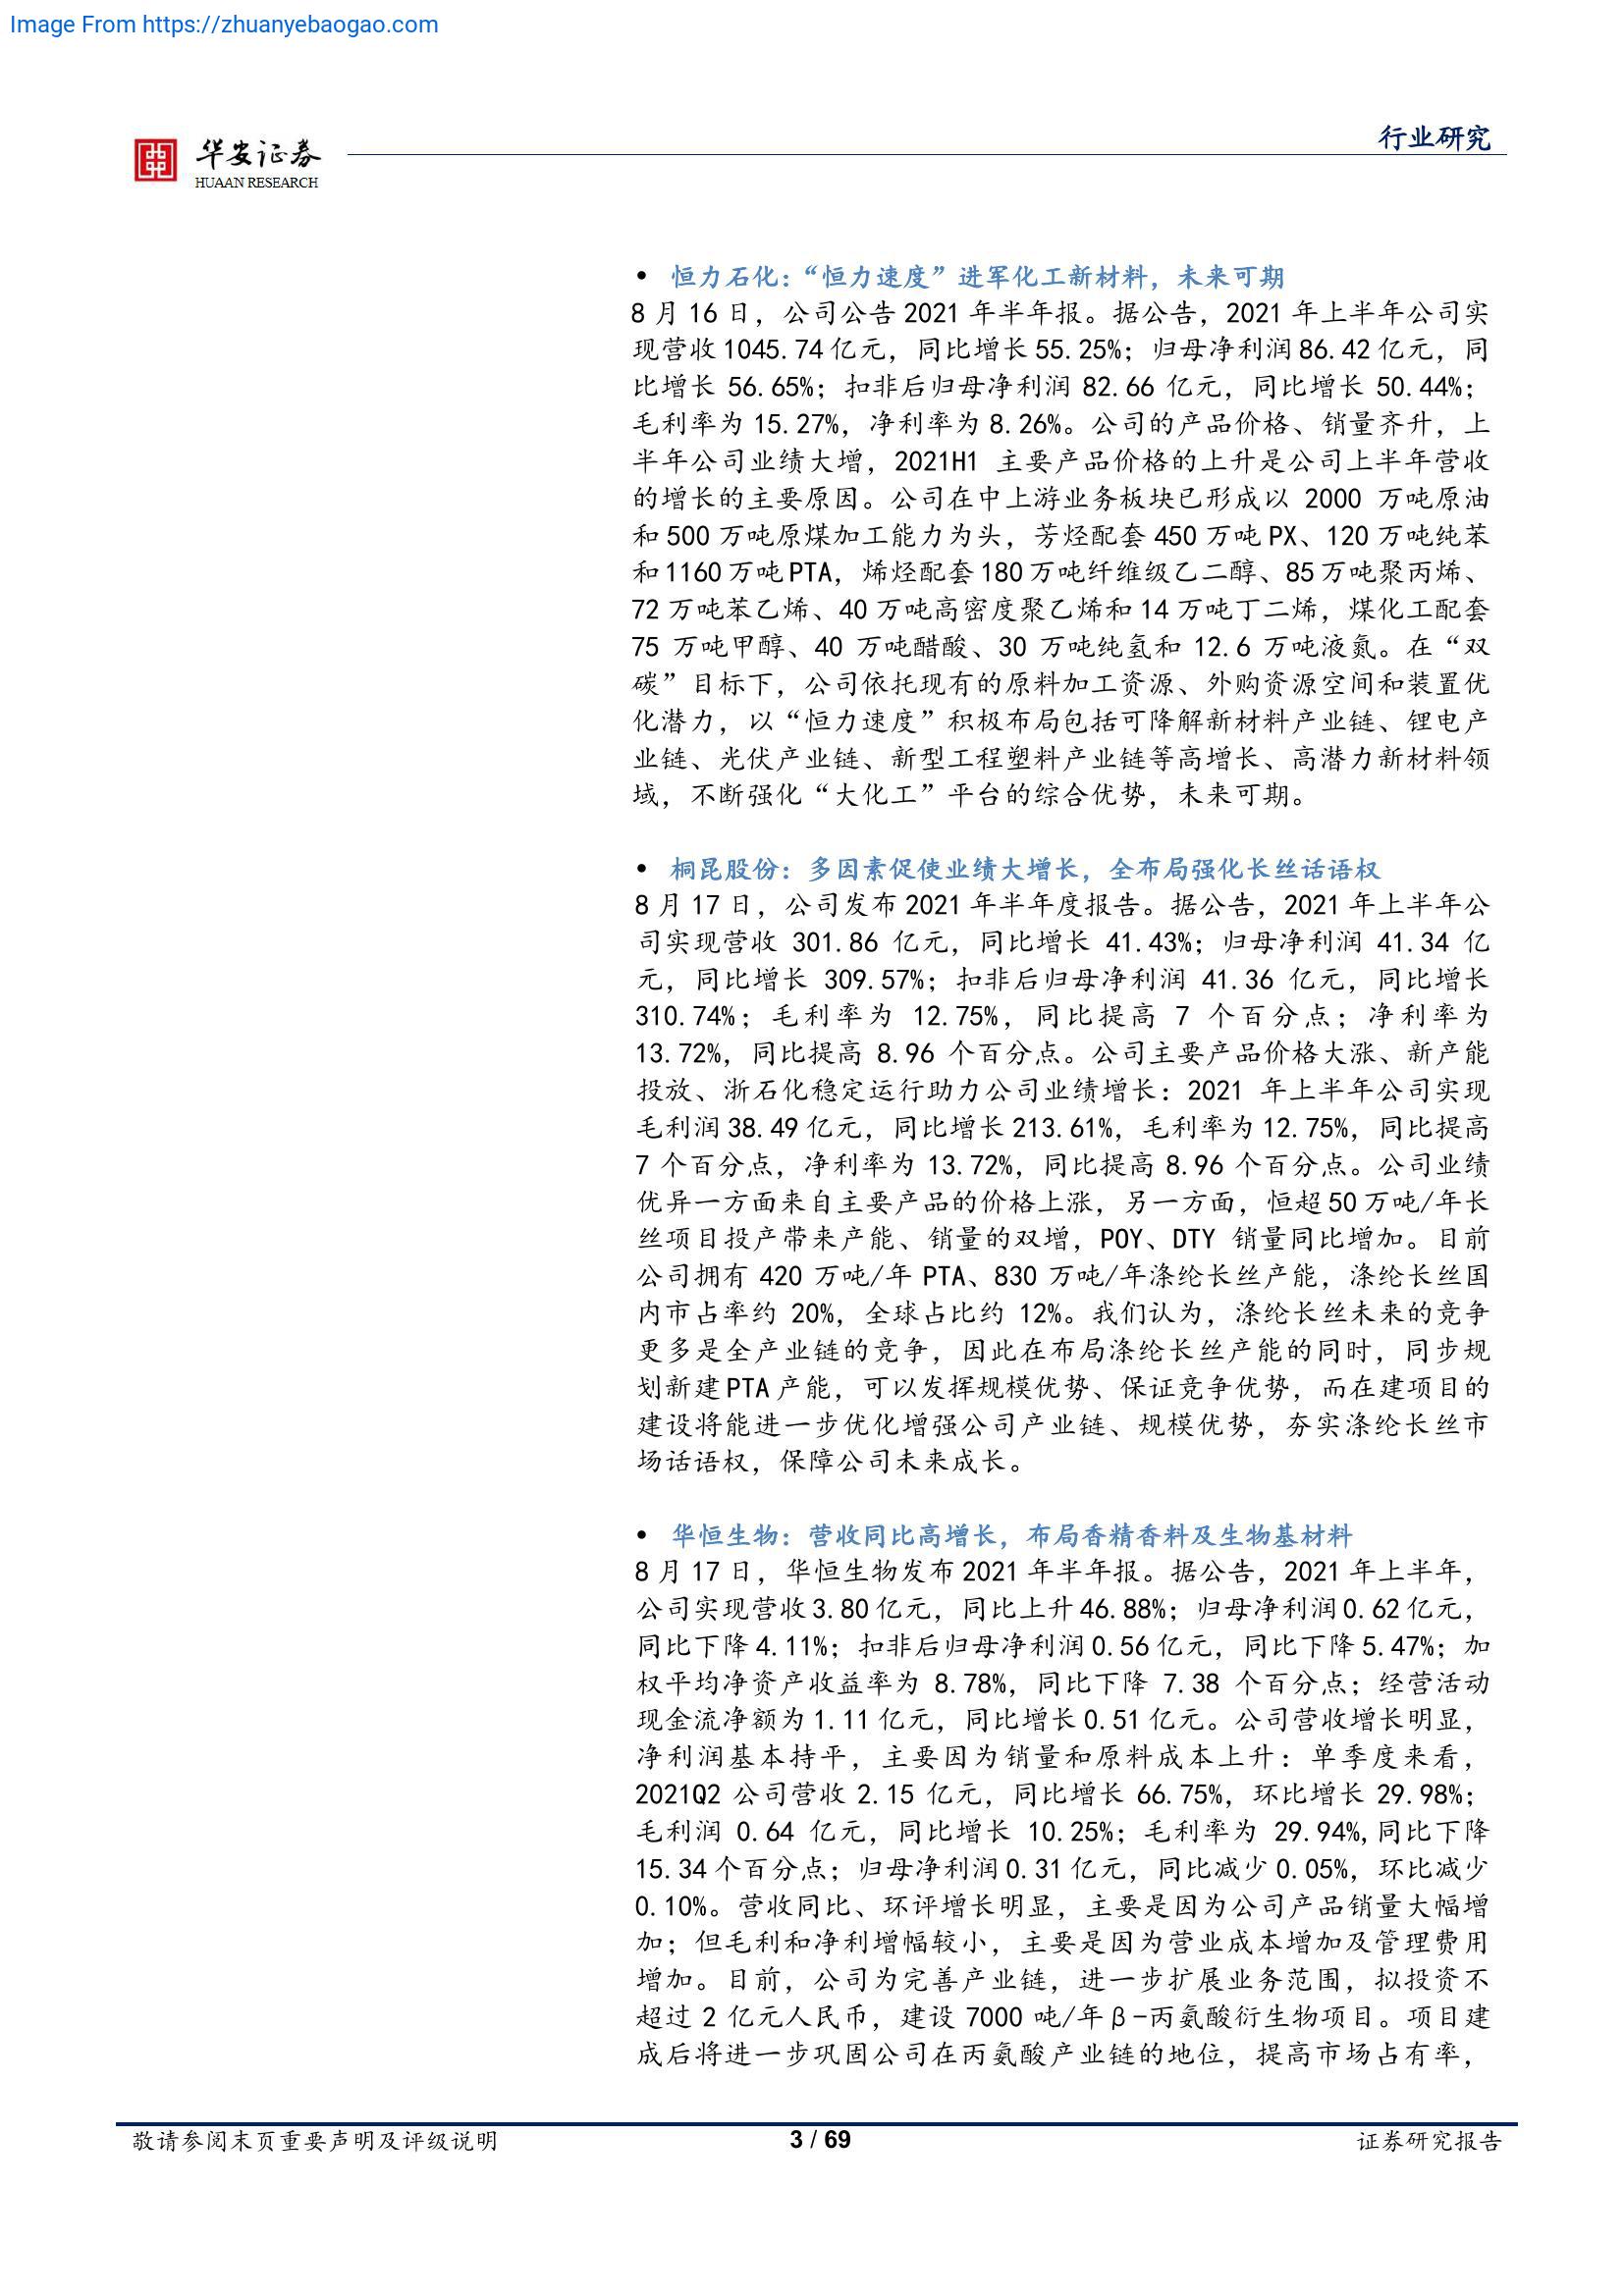 Image From https://zhuanyebaogao.com
华安证券
HUAAN RESEARCH
行业研究
• 恒力石化：“恒力速度”进军化工新材料，未来可期
8 月 16 日，公司公告 2021 年半年报。据公告，2021 年上半年公司实
现营收 1045.74 亿元，同比增长 55.25%；归母净利润 86.42 亿元，同
比增长 56.65%；扣非后归母净利润 82.66 亿元，同比增长 50.44%；
毛利率为 15.27%，净利率为 8.26%。公司的产品价格、销量齐升，上
半年公司业绩大增，2021H1 主要产品价格的上升是公司上半年营收
的增长的主要原因。公司在中上游业务板块已形成以 2000 万吨原油
和 500 万吨原煤加工能力为头，芳烃配套 450 万吨 PX、120 万吨纯苯
和 1160 万吨 PTA，烯烃配套 180 万吨纤维级乙二醇、85 万吨聚丙烯、
72 万吨苯乙烯、40 万吨高密度聚乙烯和 14 万吨丁二烯，煤化工配套
75 万吨甲醇、40 万吨醋酸、30 万吨纯氢和 12.6 万吨液氮。在“双
碳”目标下，公司依托现有的原料加工资源、外购资源空间和装置优
化潜力，以“恒力速度”积极布局包括可降解新材料产业链、锂电产
业链、光伏产业链、新型工程塑料产业链等高增长、高潜力新材料领
域，不断强化“大化工”平台的综合优势，未来可期。
• 桐昆股份：多因素促使业绩大增长，全布局强化长丝话语权
8 月 17 日，公司发布 2021 年半年度报告。据公告，2021 年上半年公
司实现营收 301.86 亿元，同比增长 41.43%；归母净利润 41.34 亿
元，同比增长 309.57%；扣非后归母净利润 41.36 亿元，同比增长
310.74%；毛利率为 12.75%，同比提高 7 个百分点；净利率为
13.72%，同比提高 8.96 个百分点。公司主要产品价格大涨、新产能
投放、浙石化稳定运行助力公司业绩增长：2021 年上半年公司实现
毛利润 38.49 亿元，同比增长 213.61%，毛利率为 12.75%，同比提高
7 个百分点，净利率为 13.72%，同比提高 8.96 个百分点。公司业绩
优异一方面来自主要产品的价格上涨，另一方面，恒超 50 万吨/年长
丝项目投产带来产能、销量的双增，POY、DTY 销量同比增加。目前
公司拥有 420 万吨/年 PTA、830 万吨/年涤纶长丝产能，涤纶长丝国
内市占率约 20%，全球占比约 12%。我们认为，涤纶长丝未来的竞争
更多是全产业链的竞争，因此在布局涤纶长丝产能的同时，同步规
划新建 PTA 产能，可以发挥规模优势、保证竞争优势，而在建项目的
建设将能进一步优化增强公司产业链、规模优势，夯实涤纶长丝市
场话语权，保障公司未来成长。
• 华恒生物：营收同比高增长，布局香精香料及生物基材料
8 月 17 日，华恒生物发布 2021 年半年报。据公告，2021 年上半年，
公司实现营收 3.80 亿元，同比上升 46.88%；归母净利润 0.62 亿元，
同比下降 4.11%；扣非后归母净利润 0.56 亿元，同比下降 5.47%；加
权平均净资产收益率为 8.78%，同比下降 7.38 个百分点；经营活动
现金流净额为 1.11 亿元，同比增长 0.51 亿元。公司营收增长明显，
净利润基本持平，主要因为销量和原料成本上升：单季度来看，
2021Q2 公司营收 2.15 亿元，同比增长 66.75%，环比增长 29.98%；
毛利润 0.64 亿元，同比增长 10.25%；毛利率为 29.94%,同比下降
15.34 个百分点；归母净利润 0.31 亿元，同比减少 0.05%，环比减少
0.10%。营收同比、环评增长明显，主要是因为公司产品销量大幅增
加；但毛利和净利增幅较小，主要是因为营业成本增加及管理费用
增加。目前，公司为完善产业链，进一步扩展业务范围，拟投资不
超过 2 亿元人民币，建设 7000 吨/年β-丙氨酸衍生物项目。项目建
成后将进一步巩固公司在丙氨酸产业链的地位，提高市场占有率，
敬请参阅末页重要声明及评级说明
3 / 69
证券研究报告